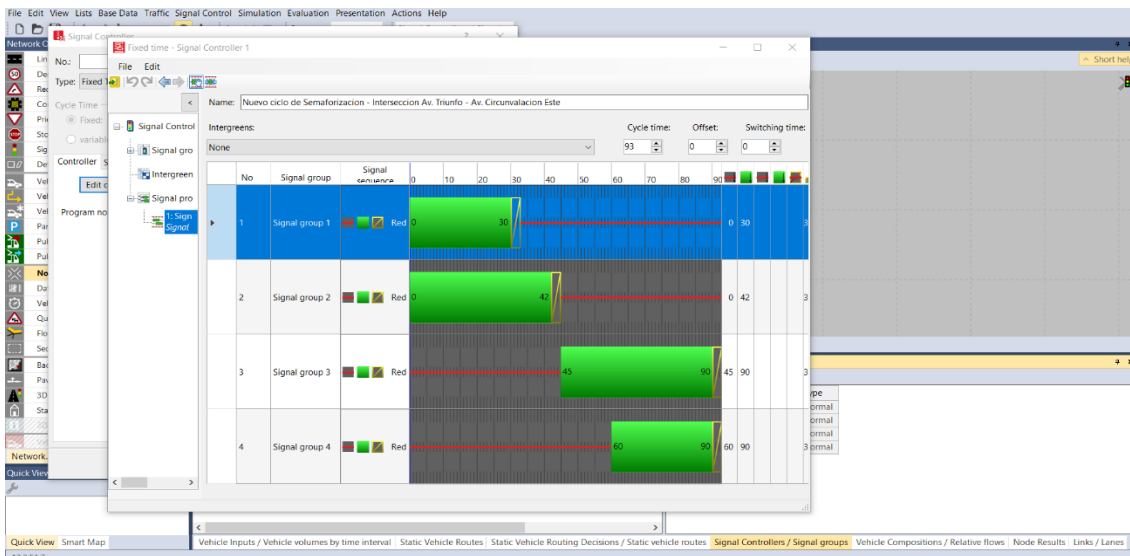 File Edit View Lists Base Data Traffic Signal Control Simulation Evaluation Presentation Actions Help
Signal Controller
Fixed time - Signal Controller 1
Short help
No.:
File Edit
Type: Fixed
Name: Nuevo ciclo de Semaforizacion - Interseccion Av. Triunfo - Av. Circunvalacion Este
Cycle Time
Fixed:
variabl
Signal Control
Intergreens:
Cycle time:
Offset:
Switching time:
Signal gro
None
93
0
0
Controller
Edit c
Intergreen
No
Signal group
Signal sequence
0 10 20 30 40 50 60 70 80 90
Signal pro
Program no
1: Sign
Signal
1 Signal group 1 Red 0 30 0 30 3
2 Signal group 2 Red 0 42 0 42 3
3 Signal group 3 Red 45 90 45 90 3
4 Signal group 4 Red 60 90 60 90 3
ype
ormal
ormal
ormal
ormal
Network
Quick View
Quick View Smart Map
Vehicle Inputs / Vehicle volumes by time interval Static Vehicle Routes Static Vehicle Routing Decisions / Static vehicle routes Signal Controllers / Signal groups Vehicle Compositions / Relative flows Node Results Links / Lanes